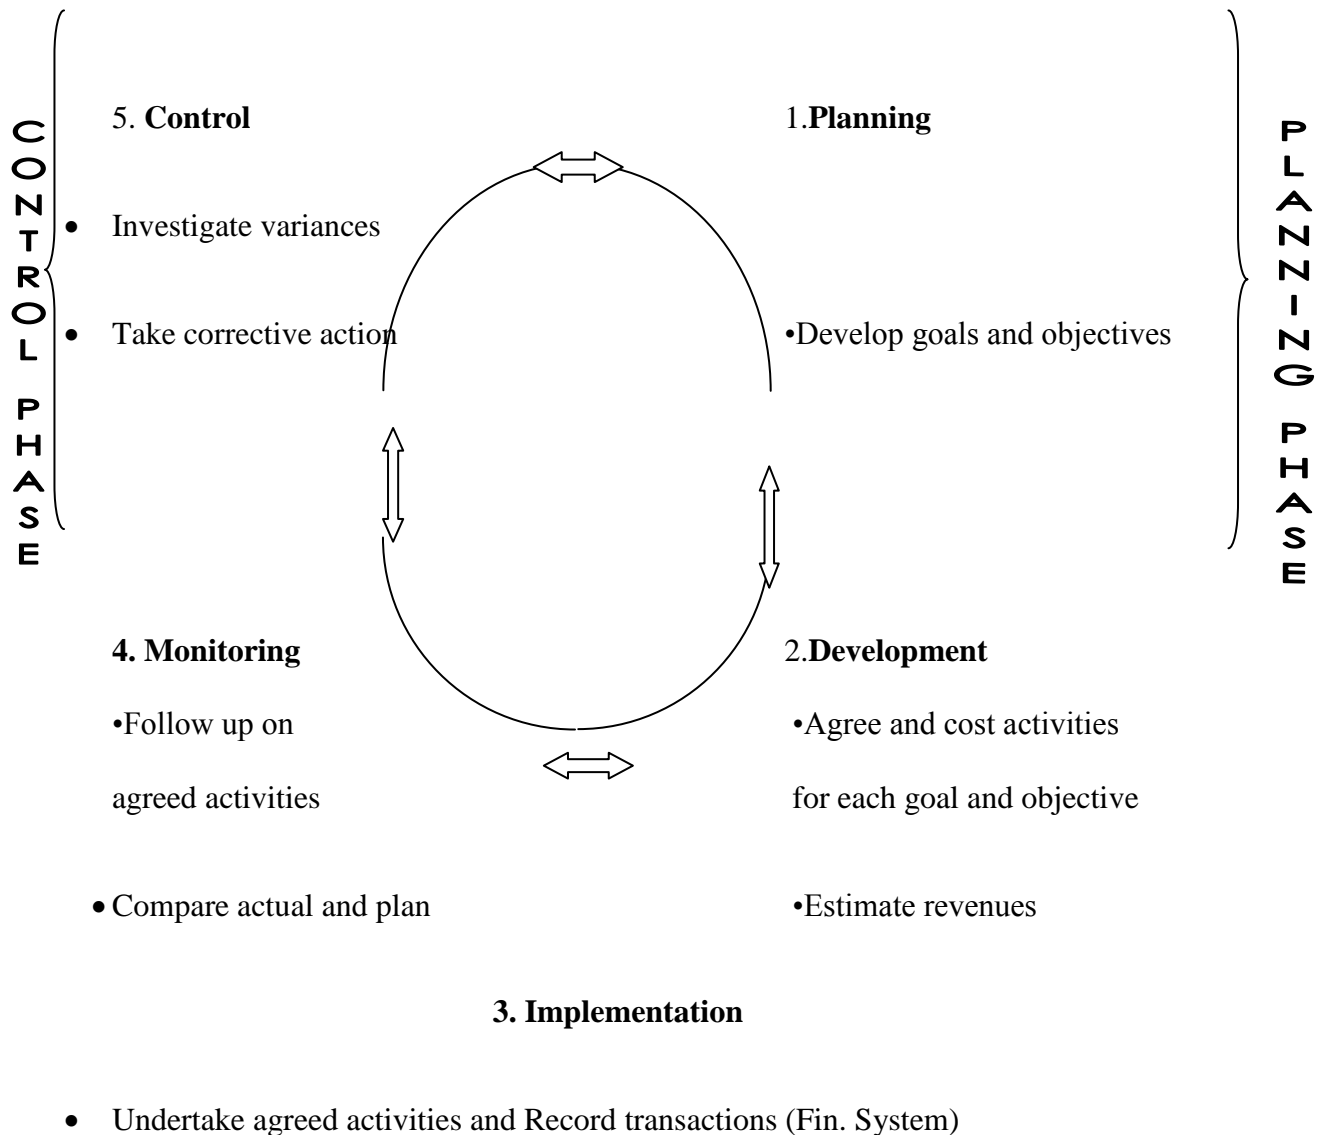 CONTROL PHASE
5. Control
• Investigate variances
• Take corrective action
1.Planning
•Develop goals and objectives
PLANNING PHASE
4. Monitoring
•Follow up on
agreed activities
• Compare actual and plan
2.Development
•Agree and cost activities
for each goal and objective
•Estimate revenues
3. Implementation
• Undertake agreed activities and Record transactions (Fin. System)